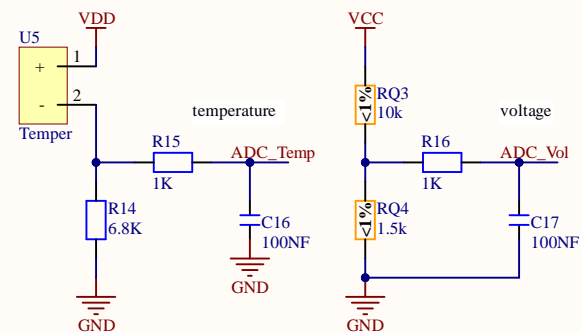 VDD
U5
1
+
2
-
Temper
temperature
R15
1K
ADC_Temp
R14
6.8K
C16
100NF
GND
GND
VCC
<1%
RQ3
10k
voltage
R16
1K
ADC_Vol
<1%
RQ4
1.5k
C17
100NF
GND